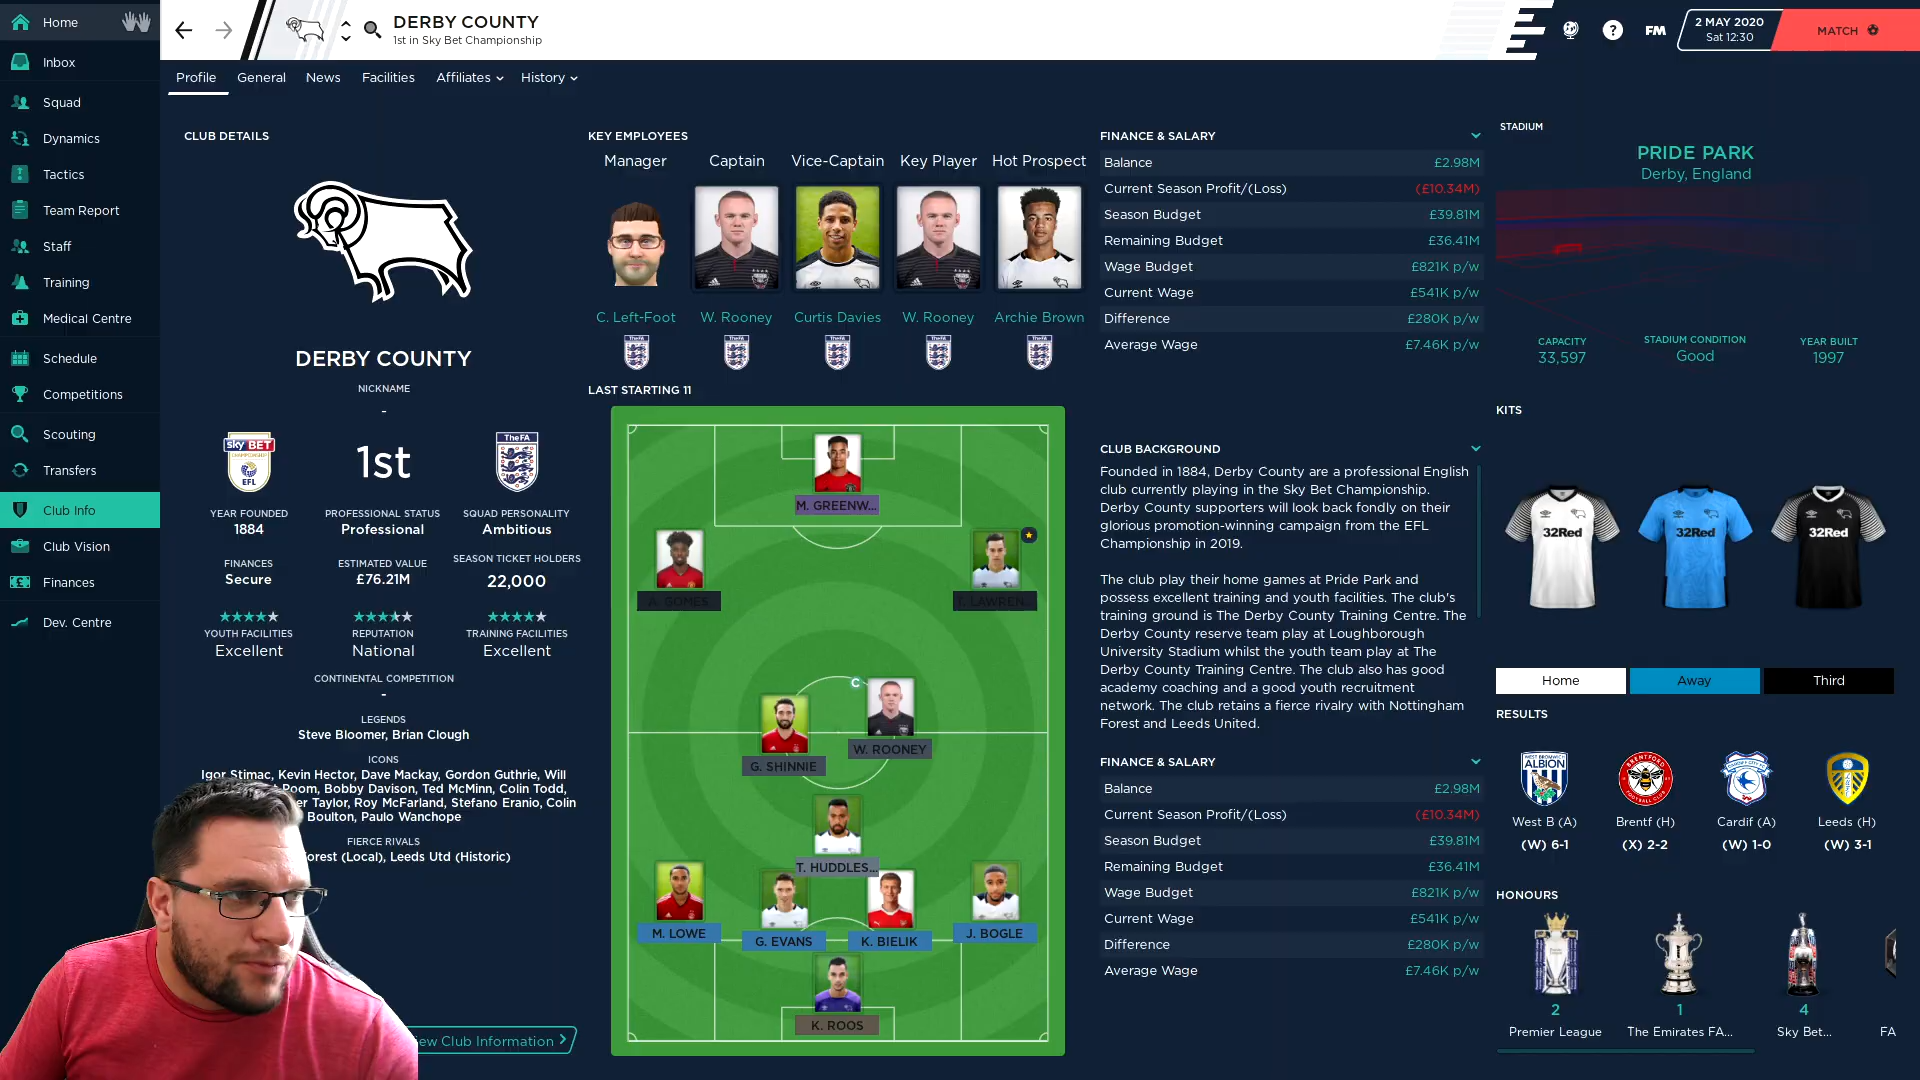 Home
Inbox
Squad
Dynamics
Tactics
Team Report
Staff
Training
Medical Centre
Schedule
Competitions
Scouting
Transfers
Club Info
Club Vision
Finances
Dev. Centre
DERBY COUNTY
1st in Sky Bet Championship
FM
2 MAY 2020
Sat 12:30
MATCH
Profile General News Facilities Affiliates History
CLUB DETAILS
DERBY COUNTY
NICKNAME
-
sky BET
EFL
1st
The FA
YEAR FOUNDED
1884
PROFESSIONAL STATUS
Professional
SQUAD PERSONALITY
Ambitious
FINANCES
Secure
ESTIMATED VALUE
£76.21M
SEASON TICKET HOLDERS
22,000
YOUTH FACILITIES
Excellent
REPUTATION
National
TRAINING FACILITIES
Excellent
CONTINENTAL COMPETITION
-
LEGENDS
Steve Bloomer, Brian Clough
ICONS
Igor Stimac, Kevin Hector, Dave Mackay, Gordon Guthrie, Will
Poom, Bobby Davison, Ted McMinn, Colin Todd,
er Taylor, Roy McFarland, Stefano Eranio, Colin
Boulton, Paulo Wanchope
FIERCE RIVALS
orest (Local), Leeds Utd (Historic)
ew Club Information
KEY EMPLOYEES
Manager Captain Vice-Captain Key Player Hot Prospect
C. Left-Foot W. Rooney Curtis Davies W. Rooney Archie Brown
LAST STARTING 11
M. GREENW...
A. GOMES
T. LAWREN...
C
W. ROONEY
G. SHINNIE
T. HUDDLES...
M. LOWE
G. EVANS
K. BIELIK
J. BOGLE
K. ROOS
FINANCE & SALARY
Balance £2.98M
Current Season Profit/(Loss) (£10.34M)
Season Budget £39.81M
Remaining Budget £36.41M
Wage Budget £821K p/w
Current Wage £541K p/w
Difference £280K p/w
Average Wage £7.46K p/w
CLUB BACKGROUND
Founded in 1884, Derby County are a professional English
club currently playing in the Sky Bet Championship.
Derby County supporters will look back fondly on their
glorious promotion-winning campaign from the EFL
Championship in 2019.
The club play their home games at Pride Park and
possess excellent training and youth facilities. The club's
training ground is The Derby County Training Centre. The
Derby County reserve team play at Loughborough
University Stadium whilst the youth team play at The
Derby County Training Centre. The club also has good
academy coaching and a good youth recruitment
network. The club retains a fierce rivalry with Nottingham
Forest and Leeds United.
FINANCE & SALARY
Balance £2.98M
Current Season Profit/(Loss) (£10.34M)
Season Budget £39.81M
Remaining Budget £36.41M
Wage Budget £821K p/w
Current Wage £541K p/w
Difference £280K p/w
Average Wage £7.46K p/w
STADIUM
PRIDE PARK
Derby, England
CAPACITY
33,597
STADIUM CONDITION
Good
YEAR BUILT
1997
KITS
32Red 32Red 32Red
Home Away Third
RESULTS
ALBION
BRENTFORD
West B (A) Brentf (H) Cardif (A) Leeds (H)
(W) 6-1 (X) 2-2 (W) 1-0 (W) 3-1
HONOURS
2 1 4
Premier League The Emirates FA... Sky Bet... FA